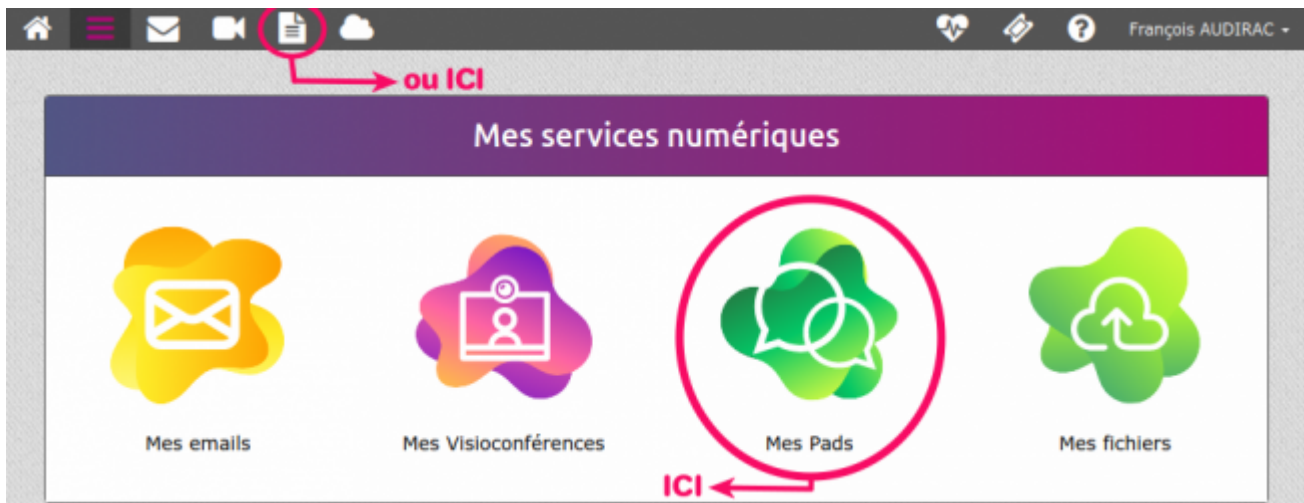 François AUDIRAC
ou ICI
Mes services numériques
Mes emails
Mes Visioconférences
Mes Pads
Mes fichiers
ICI